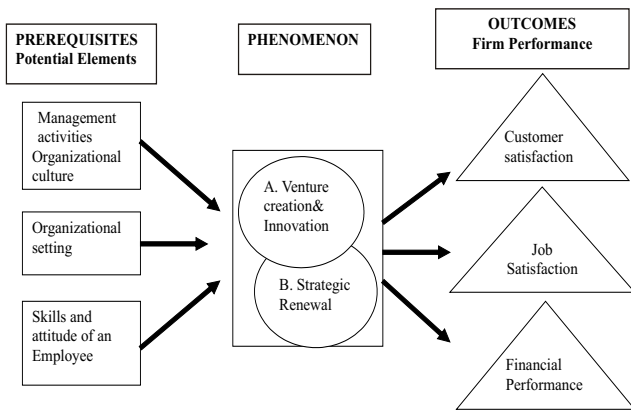 PREREQUISITES
Potential Elements
PHENOMENON
OUTCOMES
Firm Performance
Management
activities
Organizational
culture
Organizational
setting
Skills and
attitude of an
Employee
A. Venture
creation&
Innovation
B. Strategic
Renewal
Customer
satisfaction
Job
Satisfaction
Financial
Performance